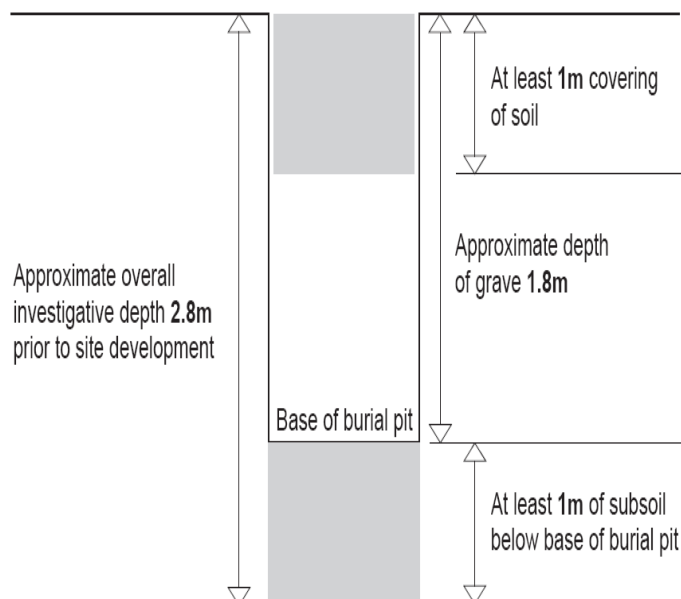 At least 1m covering
of soil
Approximate depth
of grave 1.8m
Approximate overall
investigative depth 2.8m
prior to site development
Base of burial pit
At least 1m of subsoil
below base of burial pit